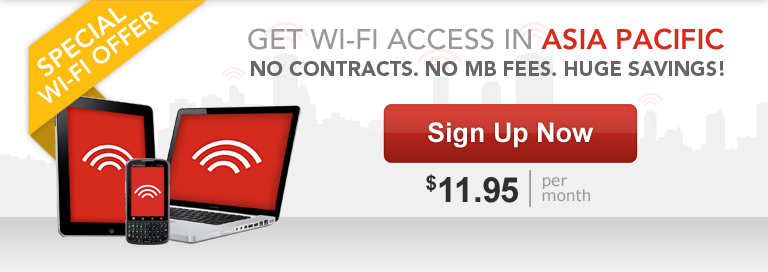 SPECIAL
WI-FI OFFER
GET WI-FI ACCESS IN ASIA PACIFIC
NO CONTRACTS. NO MB FEES. HUGE SAVINGS!
Sign Up Now
$11.95 per
month